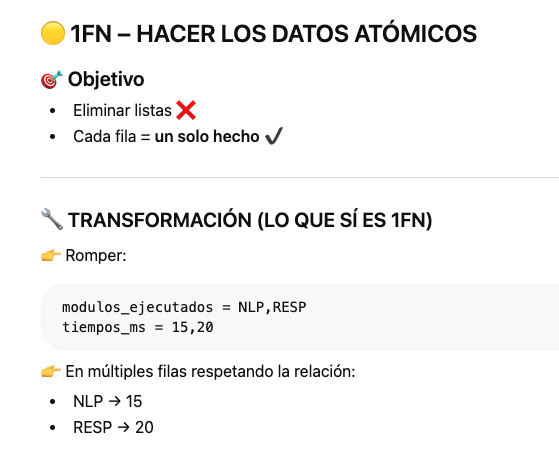 🟡 1FN – HACER LOS DATOS ATÓMICOS
🎯 Objetivo
• Eliminar listas ❌
• Cada fila = un solo hecho ✔
🔧 TRANSFORMACIÓN (LO QUE SÍ ES 1FN)
👉 Romper:
modulos_ejecutados = NLP,RESP
tiempos_ms = 15,20
👉 En múltiples filas respetando la relación:
• NLP → 15
• RESP → 20